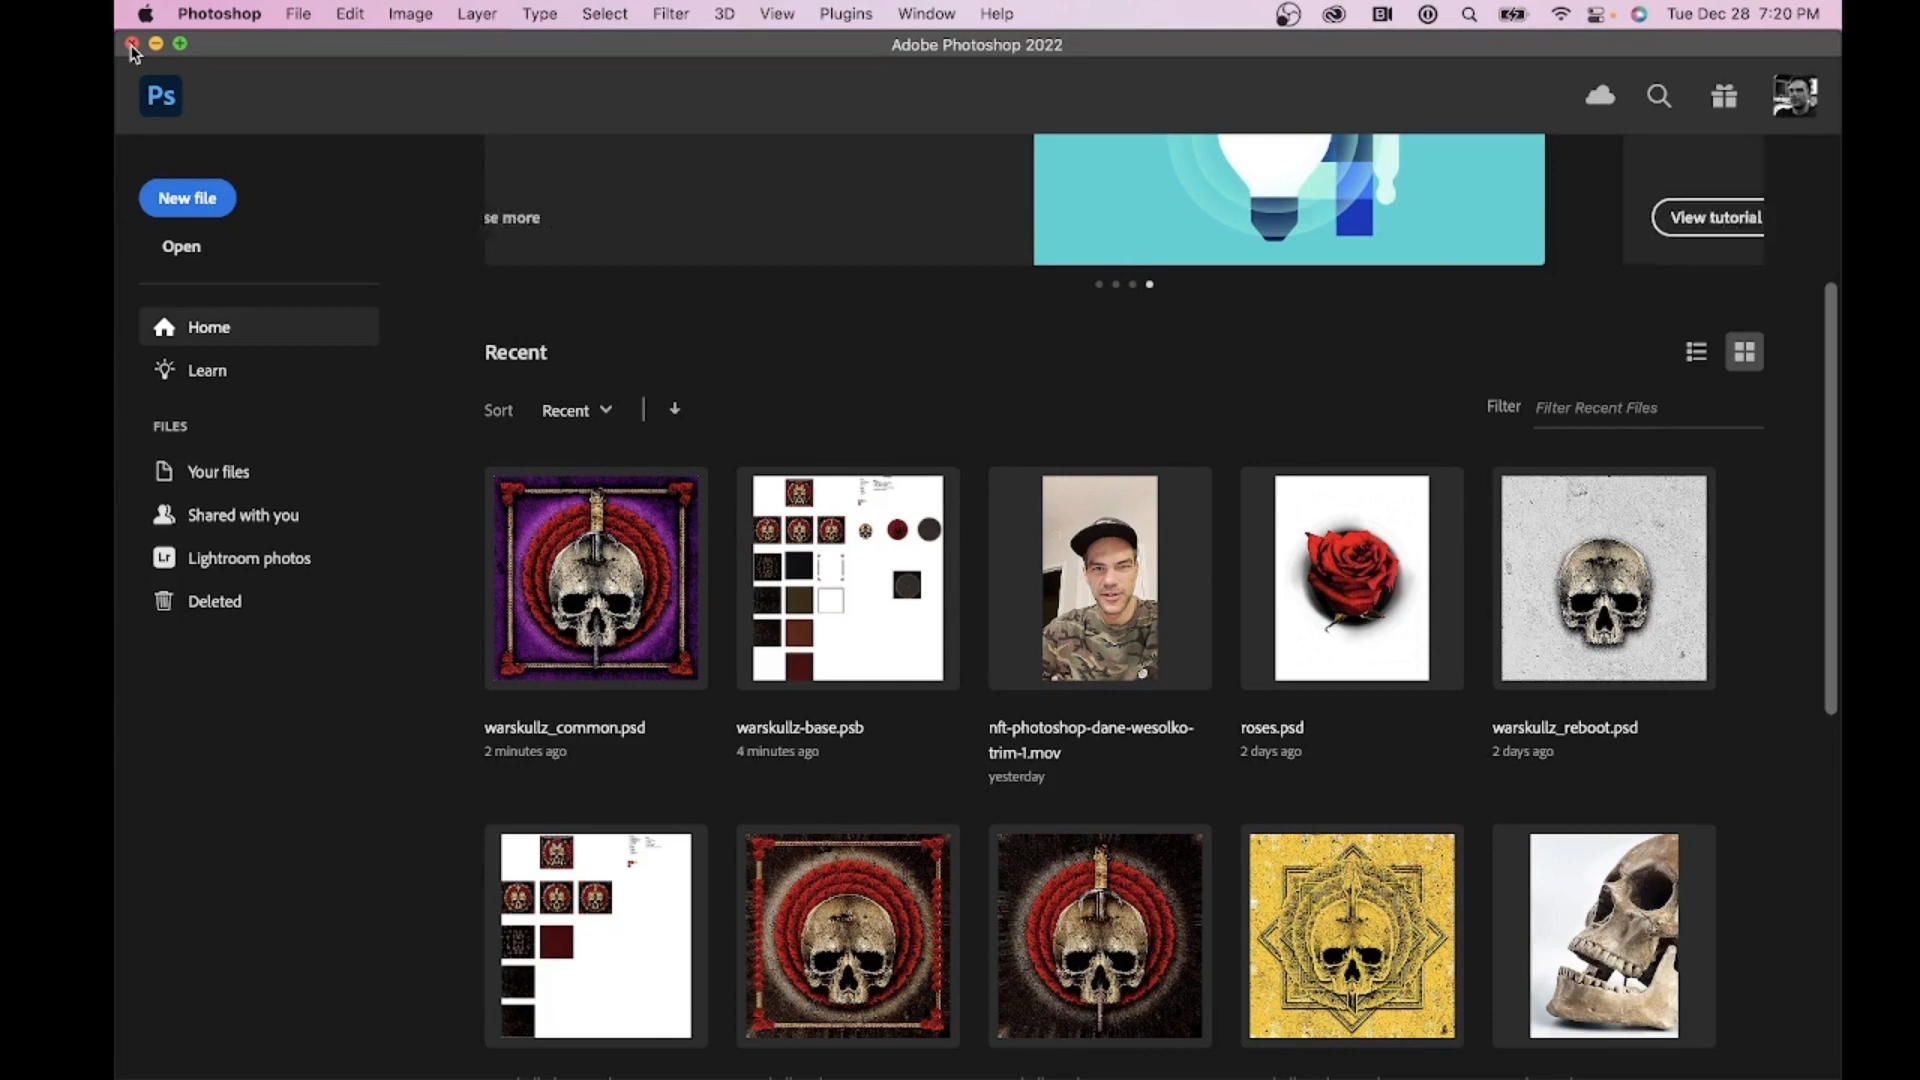 Photoshop File Edit Image Layer Type Select Filter 3D View Plugins Window Help Tue Dec 28 7:20 PM
Adobe Photoshop 2022
Ps
New file
se more
View tutorial
Open
Home
Recent
Learn
Sort Recent
Filter Filter Recent Files
FILES
Your files
Shared with you
Lr Lightroom photos
Deleted
warskullz_common.psd
2 minutes ago
warskullz-base.psb
4 minutes ago
nft-photoshop-dane-wesolko-
trim-1.mov
yesterday
roses.psd
2 days ago
warskullz_reboot.psd
2 days ago